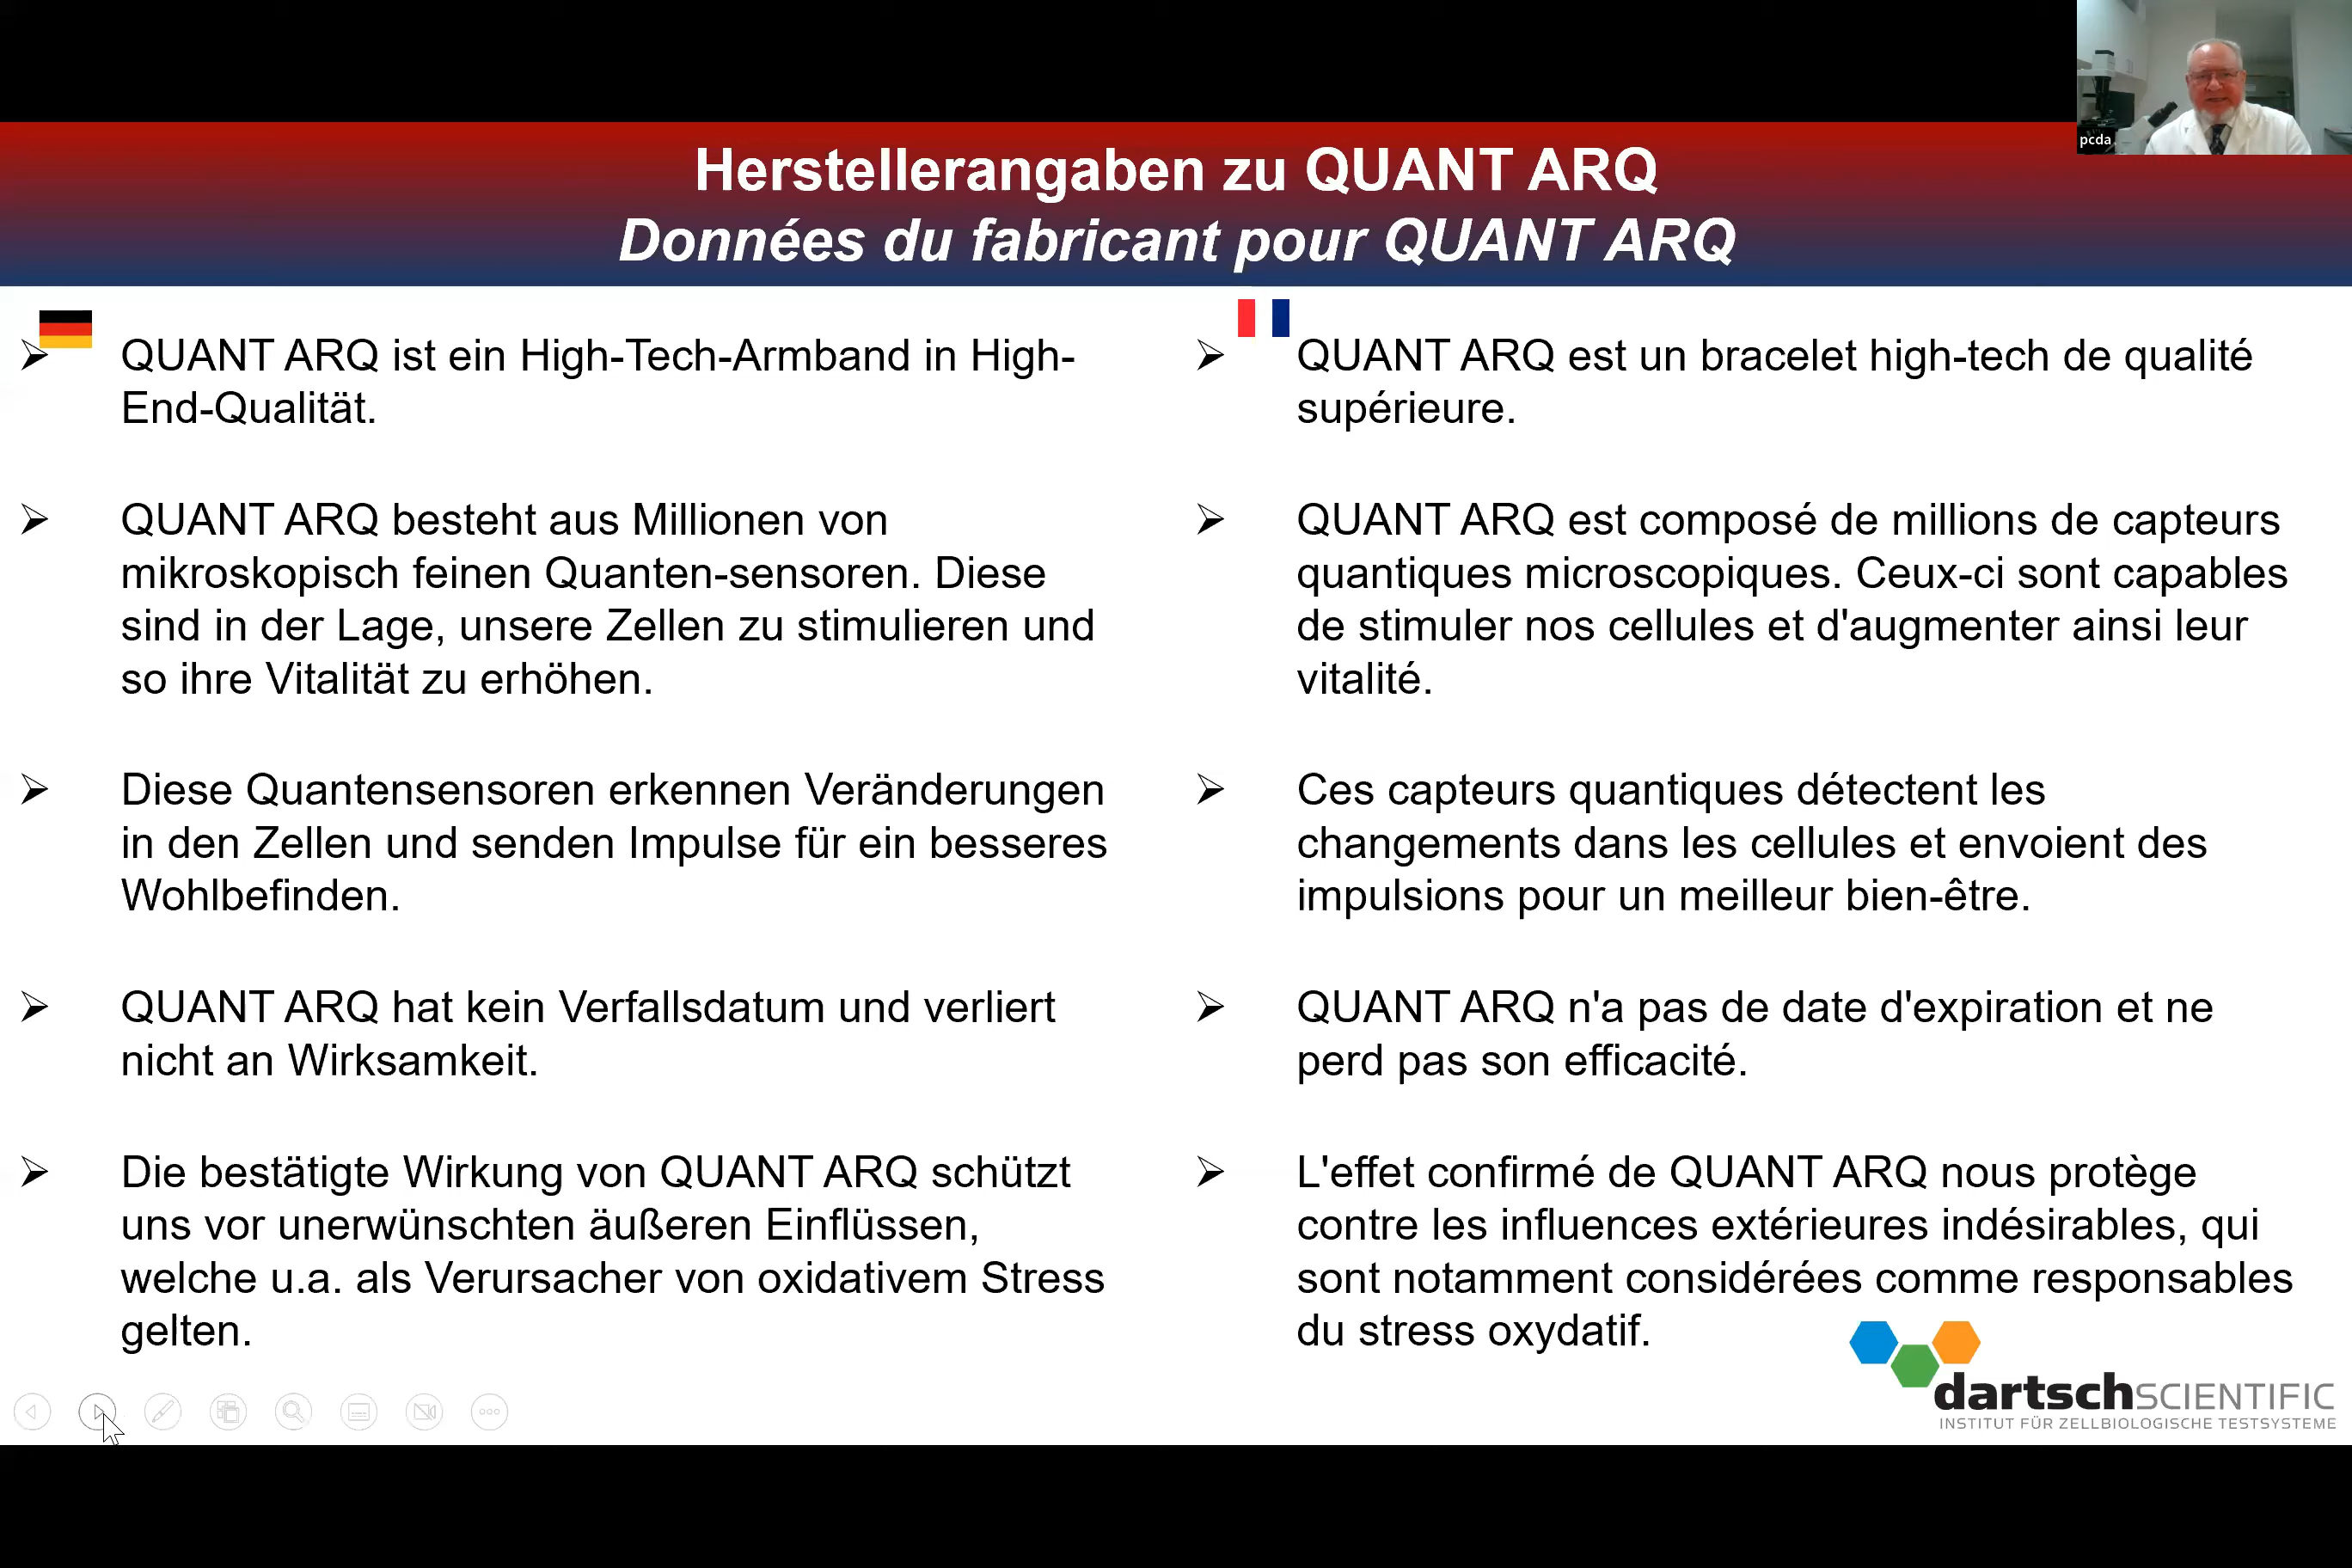 pcda
Herstellerangaben zu QUANT ARQ
Données du fabricant pour QUANT ARQ
QUANT ARQ ist ein High-Tech-Armband in High-
End-Qualität.
QUANT ARQ besteht aus Millionen von
mikroskopisch feinen Quanten-sensoren. Diese
sind in der Lage, unsere Zellen zu stimulieren und
so ihre Vitalität zu erhöhen.
Diese Quantensensoren erkennen Veränderungen
in den Zellen und senden Impulse für ein besseres
Wohlbefinden.
QUANT ARQ hat kein Verfallsdatum und verliert
nicht an Wirksamkeit.
Die bestätigte Wirkung von QUANT ARQ schützt
uns vor unerwünschten äußeren Einflüssen,
welche u.a. als Verursacher von oxidativem Stress
gelten.
QUANT ARQ est un bracelet high-tech de qualité
supérieure.
QUANT ARQ est composé de millions de capteurs
quantiques microscopiques. Ceux-ci sont capables
de stimuler nos cellules et d'augmenter ainsi leur
vitalité.
Ces capteurs quantiques détectent les
changements dans les cellules et envoient des
impulsions pour un meilleur bien-être.
QUANT ARQ n'a pas de date d'expiration et ne
perd pas son efficacité.
L'effet confirmé de QUANT ARQ nous protège
contre les influences extérieures indésirables, qui
sont notamment considérées comme responsables
du stress oxydatif.
dartschSCIENTIFIC
INSTITUT FÜR ZELLBIOLOGISCHE TESTSYSTEME